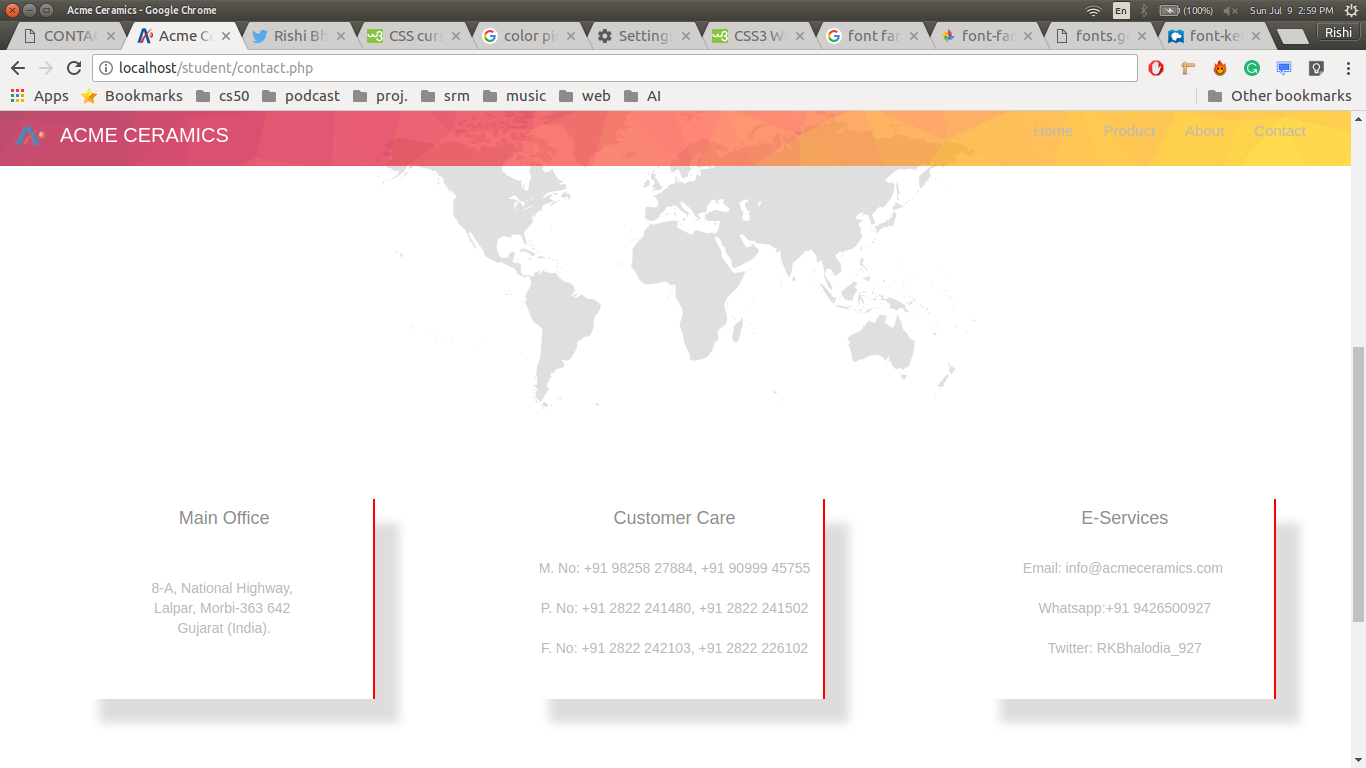 Acme Ceramics - Google Chrome
En
(100%)
Sun Jul 9 2:59 PM
CONTA
Acme Ce
Rishi Bh
CSS curs
color pi
Setting
CSS3 W
font fa
font-fa
fonts.g
font-ke
Rishi
localhost/student/contact.php
Apps
Bookmarks
cs50
podcast
proj.
srm
music
web
AI
Other bookmarks
ACME CERAMICS
Home
Product
About
Contact
Main Office
8-A, National Highway,
Lalpar, Morbi-363 642
Gujarat (India).
Customer Care
M. No: +91 98258 27884, +91 90999 45755
P. No: +91 2822 241480, +91 2822 241502
F. No: +91 2822 242103, +91 2822 226102
E-Services
Email: info@acmeceramics.com
Whatsapp:+91 9426500927
Twitter: RKBhalodia_927